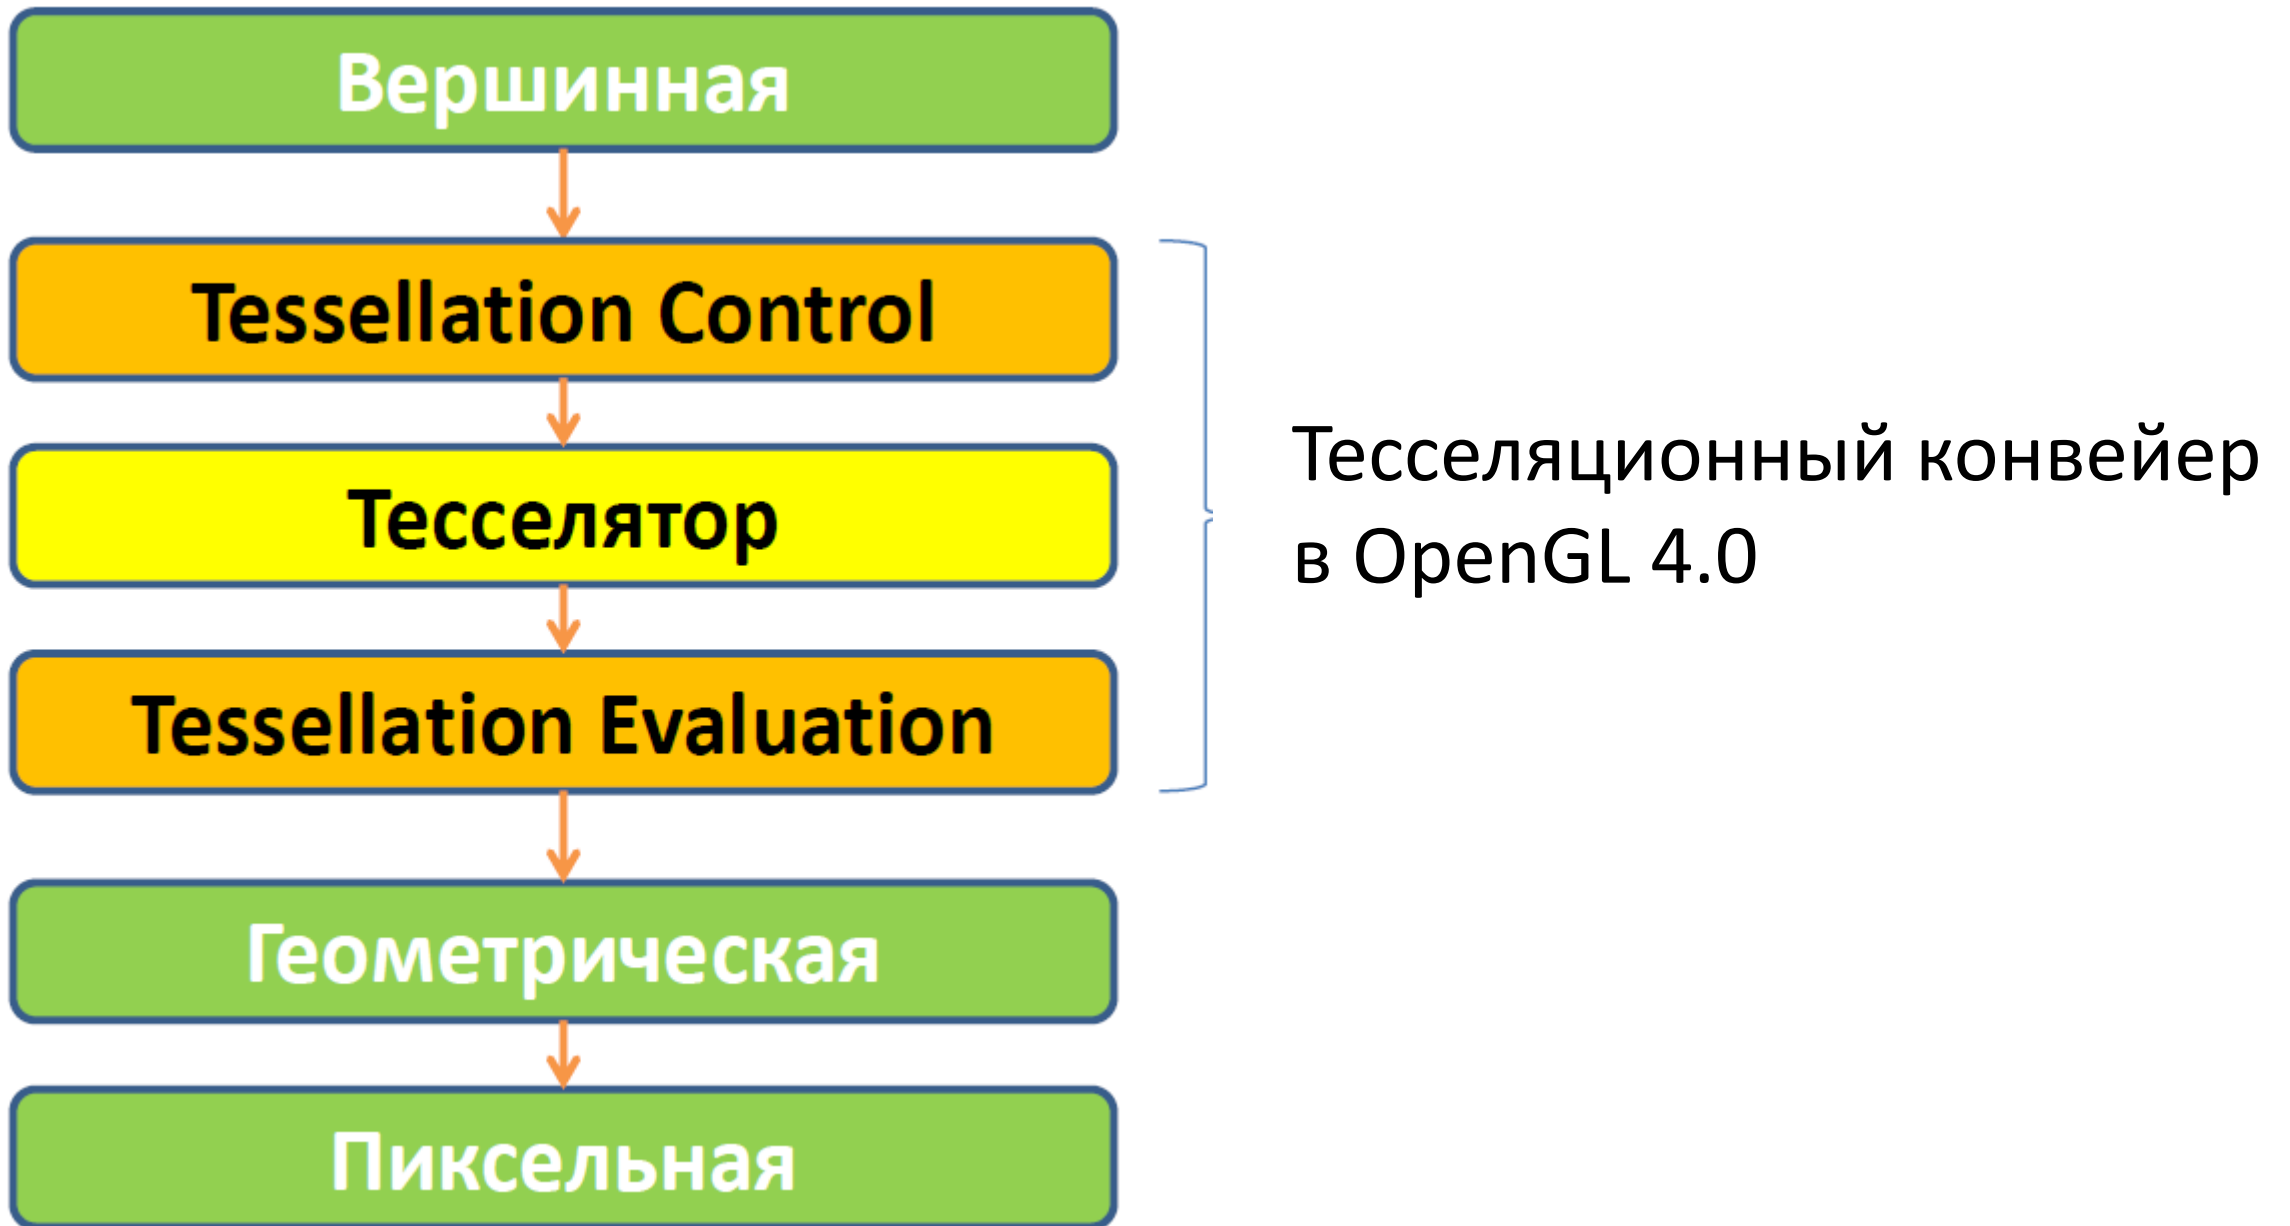 Вершинная
Tessellation Control
Тесселятор
Tessellation Evaluation
Геометрическая
Пиксельная
Тесселяционный конвейер
в OpenGL 4.0